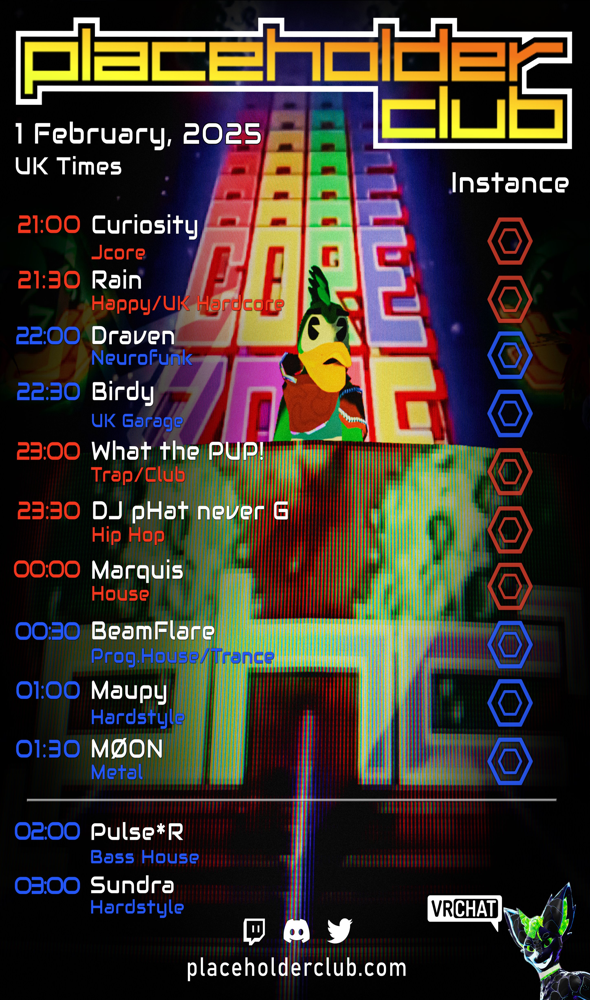 placeholder
club
1 February, 2025
UK Times
Instance
21:00 Curiosity
Jcore
21:30 Rain
Happy/UK Hardcore
22:00 Draven
Neurofunk
22:30 Birdy
UK Garage
23:00 What the PUP!
Trap/Club
23:30 DJ pHat never G
Hip Hop
00:00 Marquis
House
00:30 BeamFlare
Prog.House/Trance
01:00 Maupy
Hardstyle
01:30 MØON
Metal
02:00 Pulse*R
Bass House
03:00 Sundra
Hardstyle
VRCHAT
placeholderclub.com